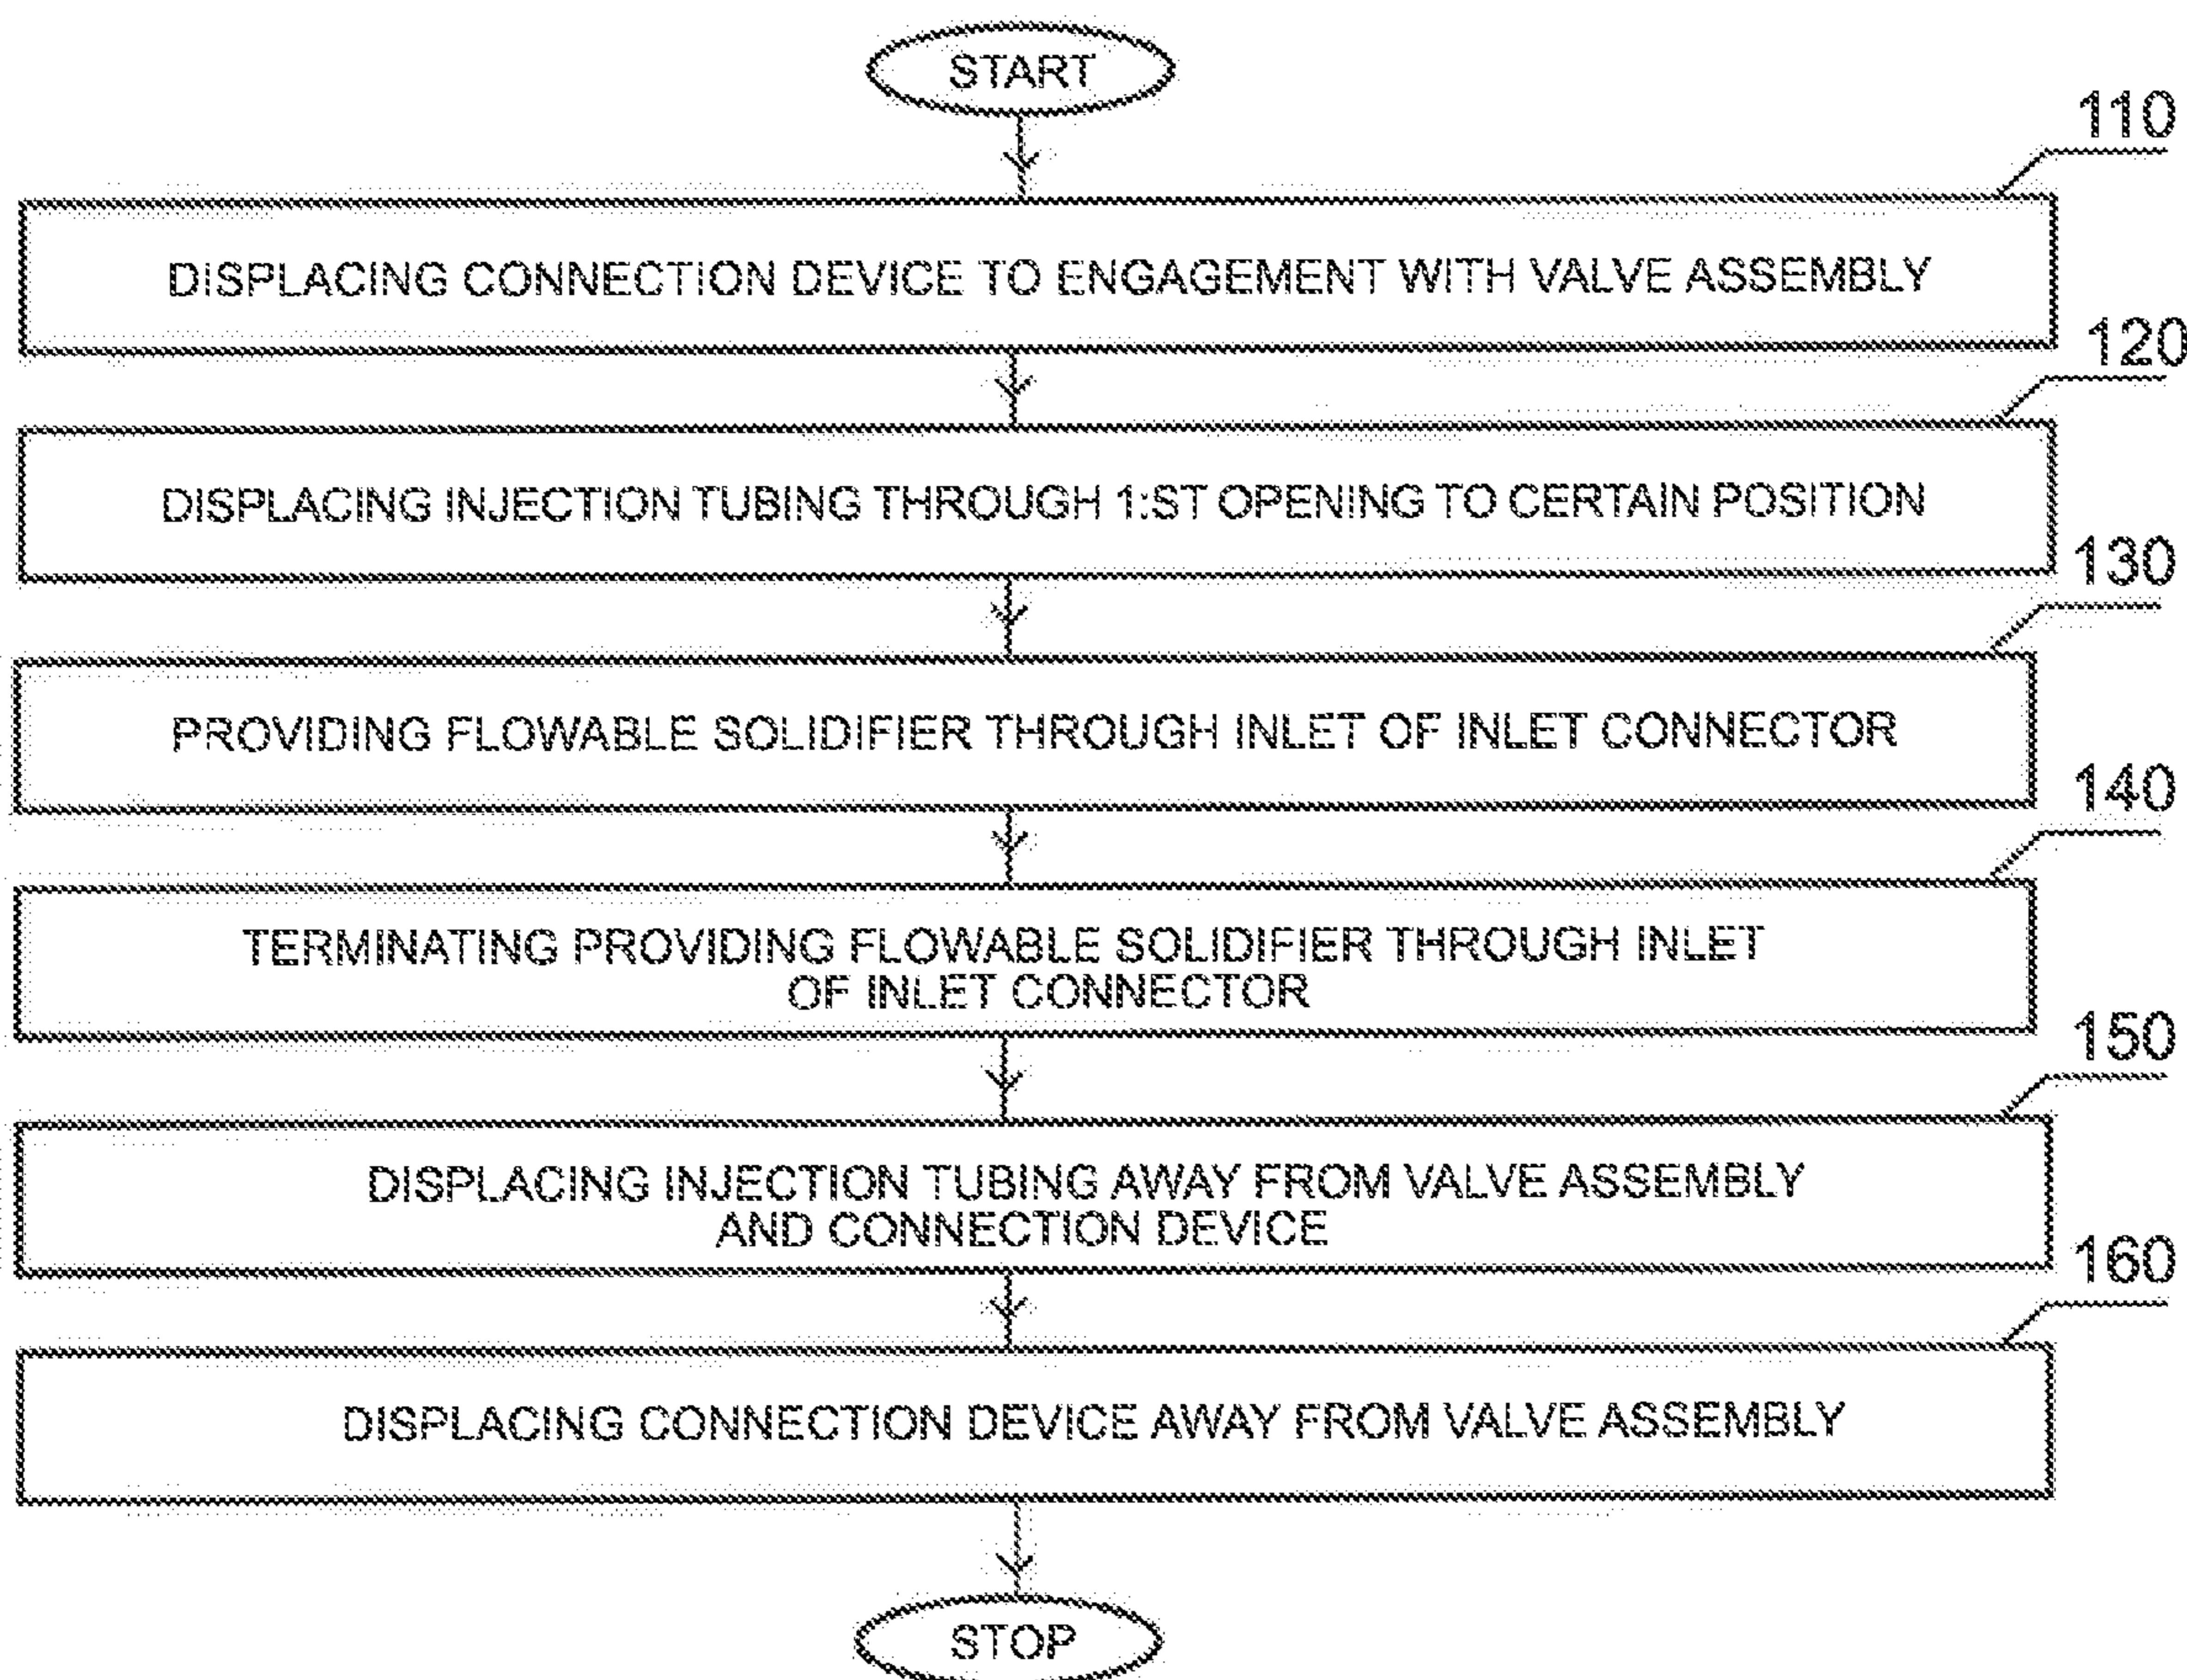 START
110
DISPLACING CONNECTION DEVICE TO ENGAGEMENT WITH VALVE ASSEMBLY
120
DISPLACING INJECTION TUBING THROUGH 1:ST OPENING TO CERTAIN POSITION
130
PROVIDING FLOWABLE SOLIDIFIER THROUGH INLET OF INLET CONNECTOR
140
TERMINATING PROVIDING FLOWABLE SOLIDIFIER THROUGH INLET
OF INLET CONNECTOR
150
DISPLACING INJECTION TUBING AWAY FROM VALVE ASSEMBLY
AND CONNECTION DEVICE
160
DISPLACING CONNECTION DEVICE AWAY FROM VALVE ASSEMBLY
STOP